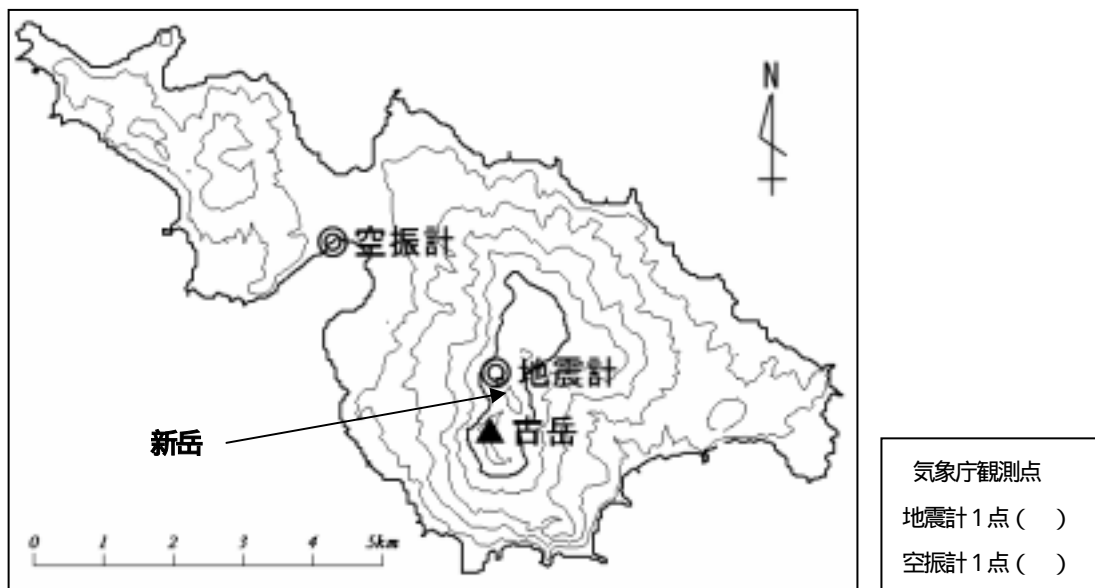 N
空振計
地震計
新岳
古岳
0 1 2 3 4 5km
気象庁観測点
地震計1点(　)
空振計1点(　)